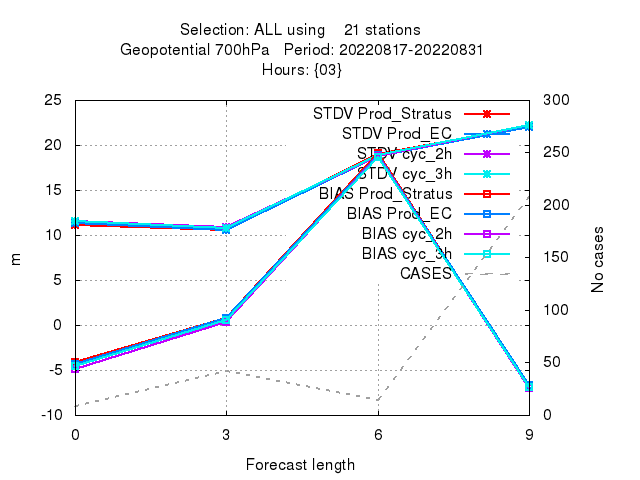 Selection: ALL using 21 stations
Geopotential 700hPa Period: 20220817-20220831
Hours: {03}
25
20
15
10
5
0
-5
-10
m
300
250
200
150
100
50
0
No cases
STDV Prod_Stratus
STDV Prod_EC
STDV cyc_2h
STDV cyc_3h
BIAS Prod_Stratus
BIAS Prod_EC
BIAS cyc_2h
BIAS cyc_3h
CASES
0 3 6 9
Forecast length